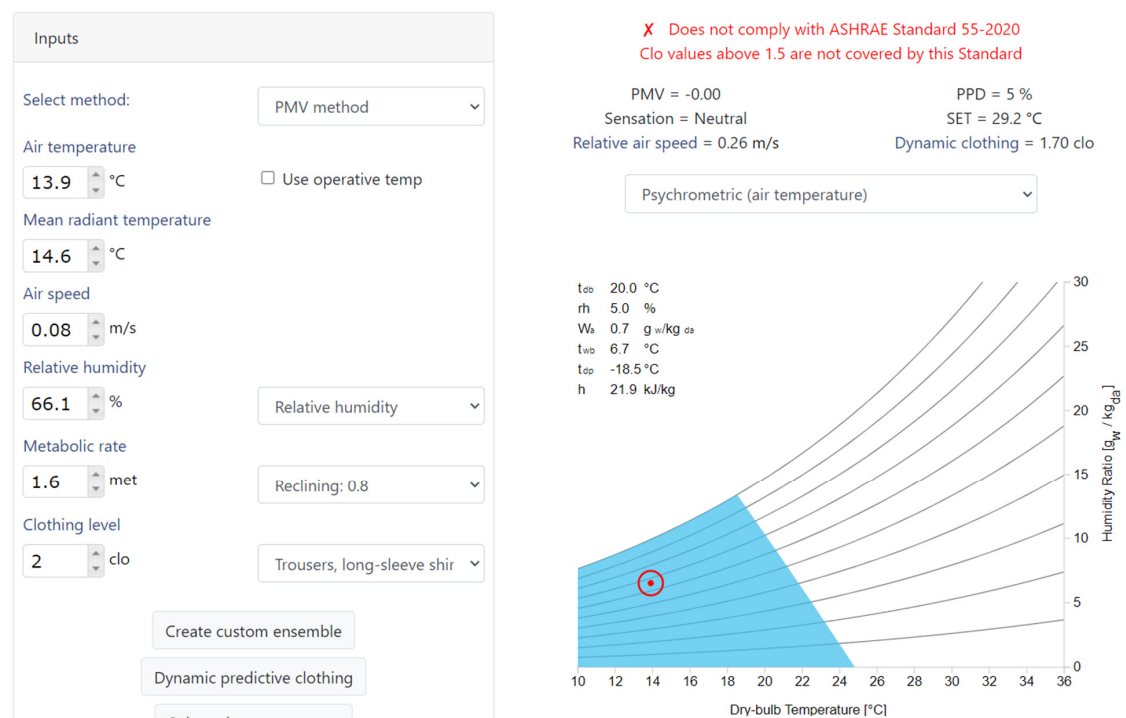 Inputs
Select method:
PMV method
Air temperature
13.9 °C
Use operative temp
Mean radiant temperature
14.6 °C
Air speed
0.08 m/s
Relative humidity
66.1 %
Relative humidity
Metabolic rate
1.6 met
Reclining: 0.8
Clothing level
2 clo
Trousers, long-sleeve shir
Create custom ensemble
Dynamic predictive clothing
✗ Does not comply with ASHRAE Standard 55-2020
Clo values above 1.5 are not covered by this Standard
PMV = -0.00
PPD = 5 %
Sensation = Neutral
SET = 29.2 °C
Relative air speed = 0.26 m/s
Dynamic clothing = 1.70 clo
Psychrometric (air temperature)
tdb 20.0 °C
rh 5.0 %
Wa 0.7 g w/kg da
twb 6.7 °C
tdp -18.5 °C
h 21.9 kJ/kg
30
25
20
15
10
5
0
Humidity Ratio [gw / kgda]
10 12 14 16 18 20 22 24 26 28 30 32 34 36
Dry-bulb Temperature [°C]